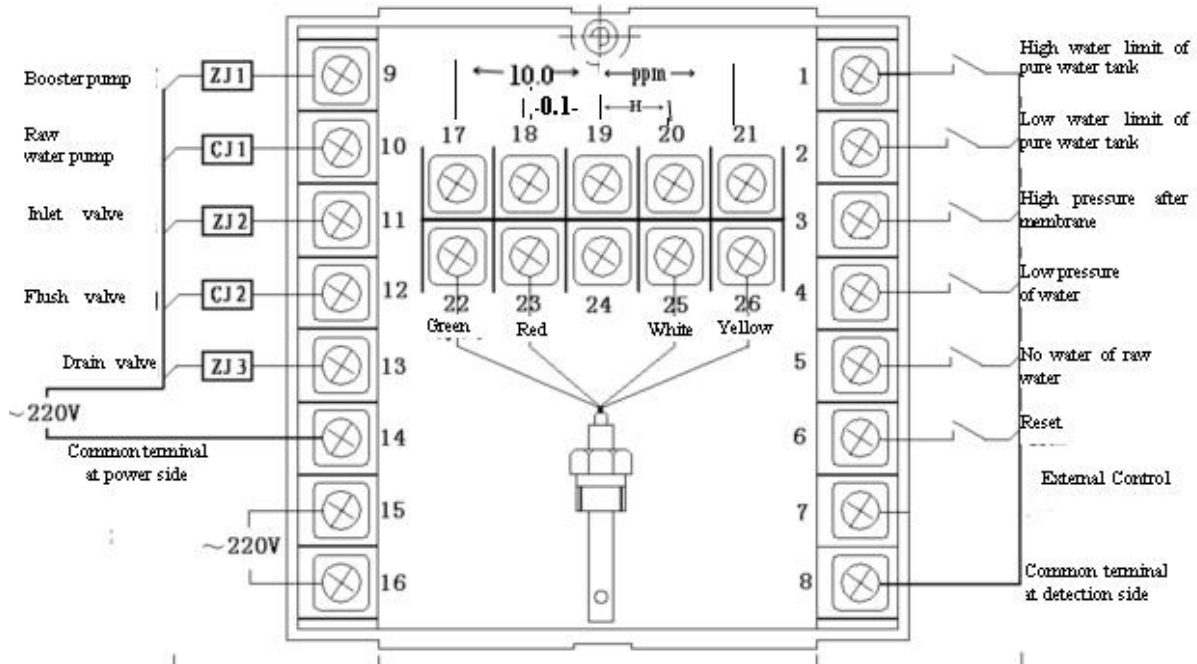 Booster pump
ZJ1
9
Raw
water pump
CJ1
10
Inlet valve
ZJ2
11
Flush valve
CJ2
12
Drain valve
ZJ3
13
~220V
14
Common terminal
at power side
15
~220V
16
10.0 ppm
-0.1- H
17 18 19 20 21
22 23 24 25 26
Green Red White Yellow
1
High water limit of
pure water tank
2
Low water limit of
pure water tank
3
High pressure after
membrane
4
Low pressure
of water
5
No water of raw
water
6
Reset
External Control
7
8
Common terminal
at detection side